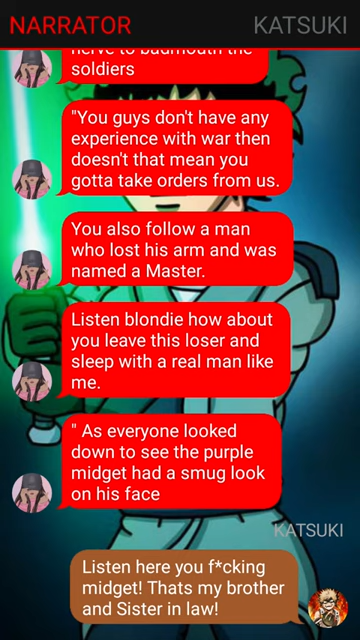 NARRATOR KATSUKI
nerve to badmouth the
soldiers
"You guys don't have any
experience with war then
doesn't that mean you
gotta take orders from us.
You also follow a man
who lost his arm and was
named a Master.
Listen blondie how about
you leave this loser and
sleep with a real man like
me.
" As everyone looked
down to see the purple
midget had a smug look
on his face
KATSUKI
Listen here you f*cking
midget! Thats my brother
and Sister in law!